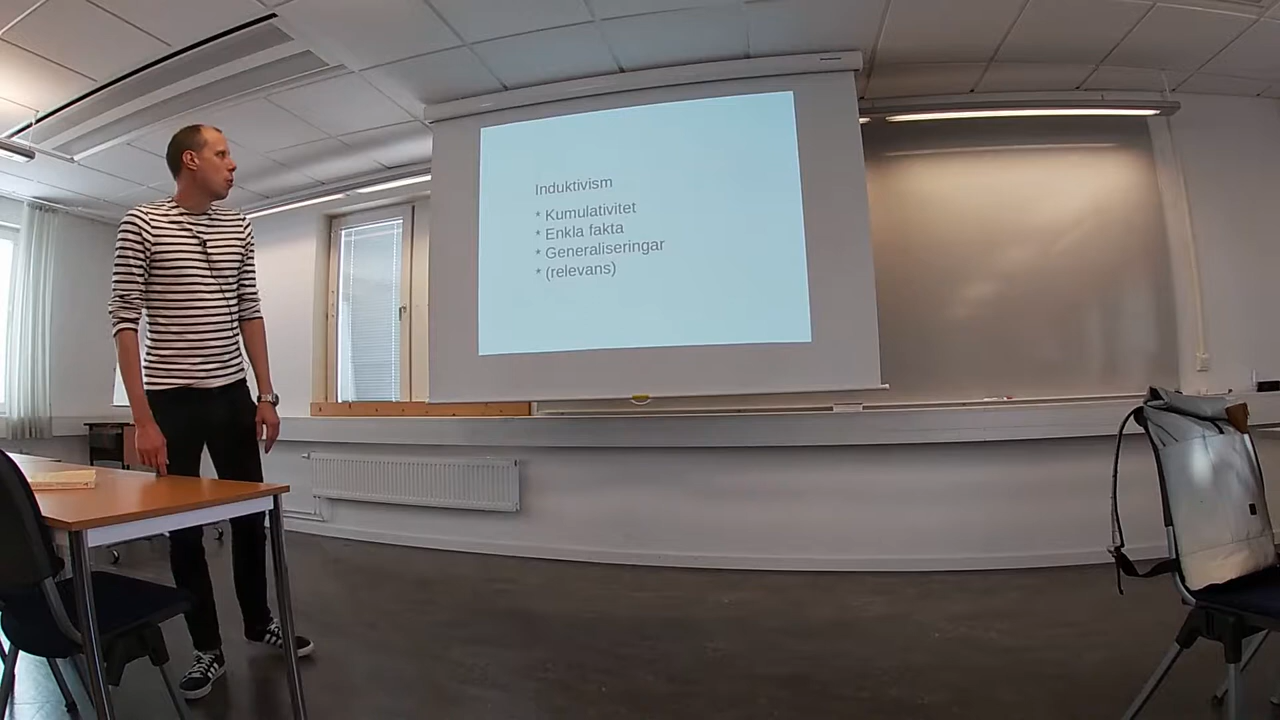 Induktivism
* Kumulativitet
* Enkla fakta
* Generaliseringar
* (relevans)